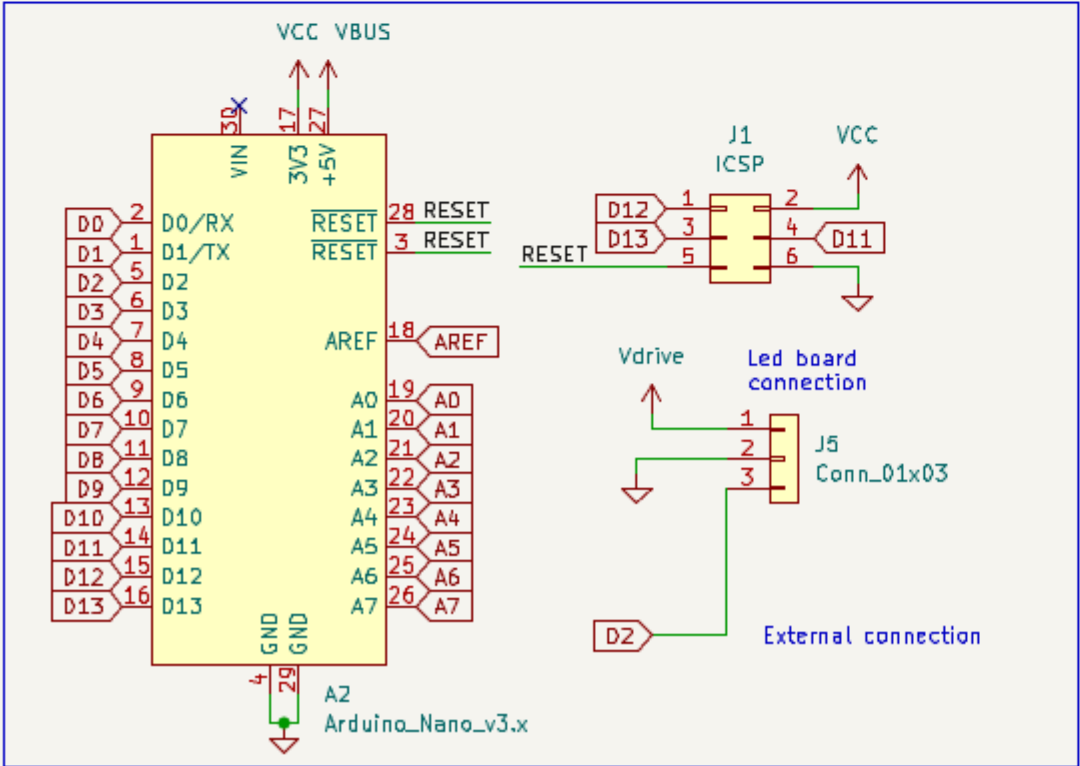 VCC VBUS
30
17
27
VIN
3V3
+5V
D0 2 D0/RX
D1 1 D1/TX
D2 5 D2
D3 6 D3
D4 7 D4
D5 8 D5
D6 9 D6
D7 10 D7
D8 11 D8
D9 12 D9
D10 13 D10
D11 14 D11
D12 15 D12
D13 16 D13
RESET 28 RESET
RESET 3 RESET
AREF 18 AREF
A0 19 A0
A1 20 A1
A2 21 A2
A3 22 A3
A4 23 A4
A5 24 A5
A6 25 A6
A7 26 A7
GND
GND
4
29
A2
Arduino_Nano_v3.x
J1
ICSP
VCC
D12 1 2
D13 3 4 D11
RESET 5 6
Vdrive
Led board
connection
1
2
3
J5
Conn_01x03
D2
External connection